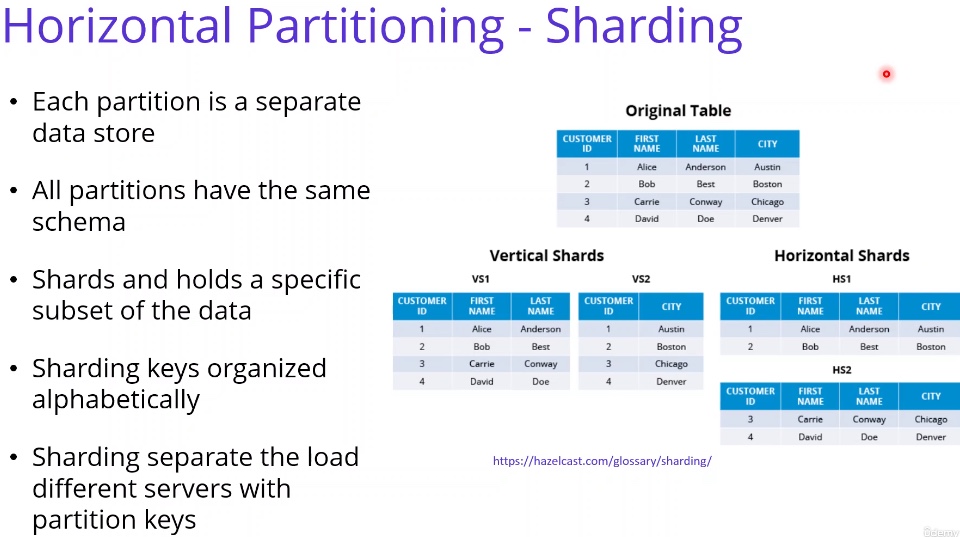 Horizontal Partitioning - Sharding
• Each partition is a separate
data store
• All partitions have the same
schema
• Shards and holds a specific
subset of the data
• Sharding keys organized
alphabetically
• Sharding separate the load
different servers with
partition keys
Original Table
CUSTOMER ID FIRST NAME LAST NAME CITY
1 Alice Anderson Austin
2 Bob Best Boston
3 Carrie Conway Chicago
4 David Doe Denver
Vertical Shards
VS1
CUSTOMER ID FIRST NAME LAST NAME
1 Alice Anderson
2 Bob Best
3 Carrie Conway
4 David Doe
VS2
CUSTOMER ID CITY
1 Austin
2 Boston
3 Chicago
4 Denver
Horizontal Shards
HS1
CUSTOMER ID FIRST NAME LAST NAME CITY
1 Alice Anderson Austin
2 Bob Best Boston
HS2
CUSTOMER ID FIRST NAME LAST NAME CITY
3 Carrie Conway Chicago
4 David Doe Denver
https://hazelcast.com/glossary/sharding/
ûdemy